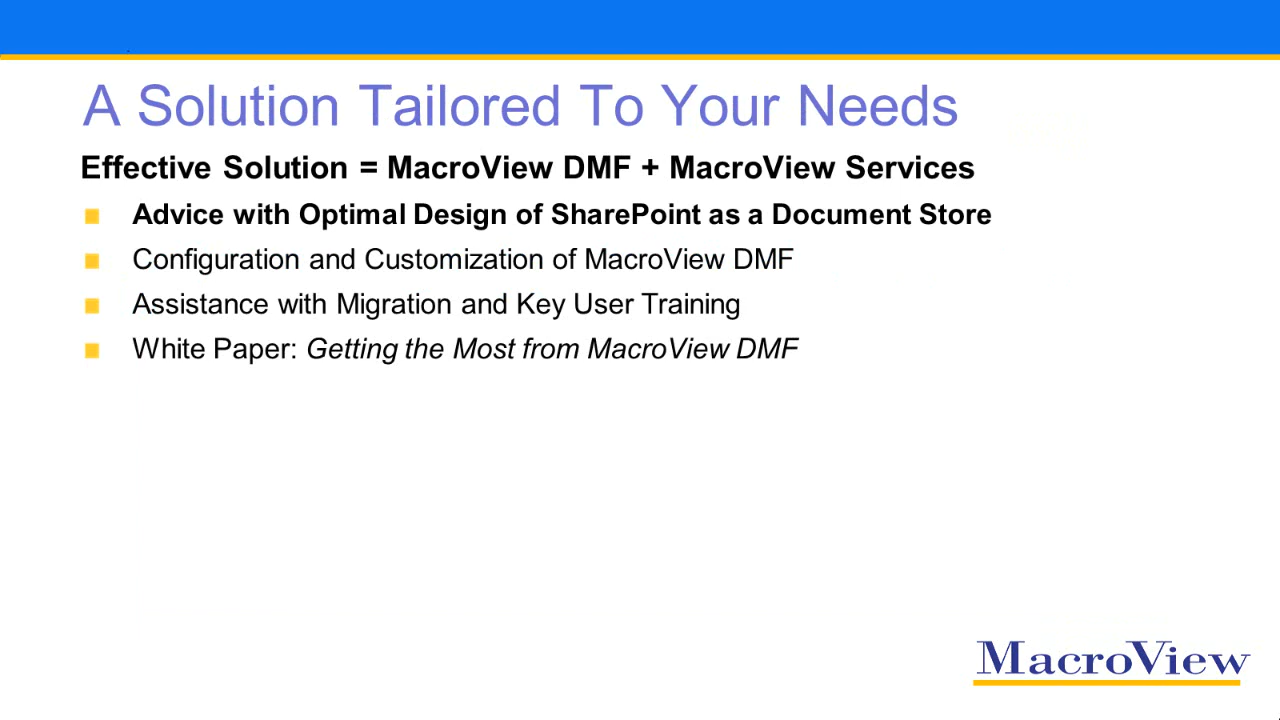 A Solution Tailored To Your Needs
Effective Solution = MacroView DMF + MacroView Services
Advice with Optimal Design of SharePoint as a Document Store
Configuration and Customization of MacroView DMF
Assistance with Migration and Key User Training
White Paper: Getting the Most from MacroView DMF
MacroView